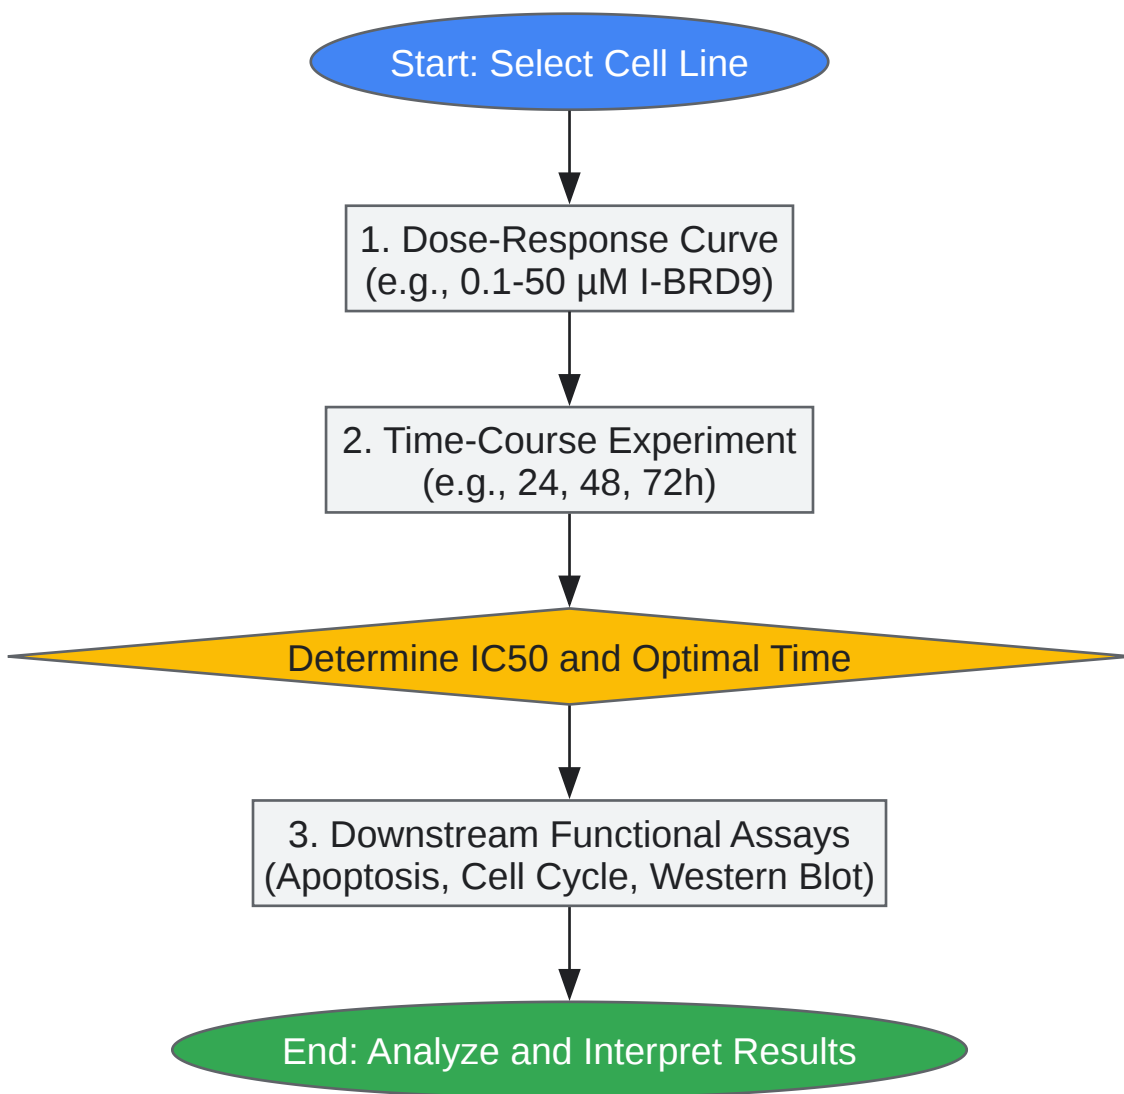 Start: Select Cell Line
1. Dose-Response Curve
(e.g., 0.1-50 µM I-BRD9)
2. Time-Course Experiment
(e.g., 24, 48, 72h)
Determine IC50 and Optimal Time
3. Downstream Functional Assays
(Apoptosis, Cell Cycle, Western Blot)
End: Analyze and Interpret Results